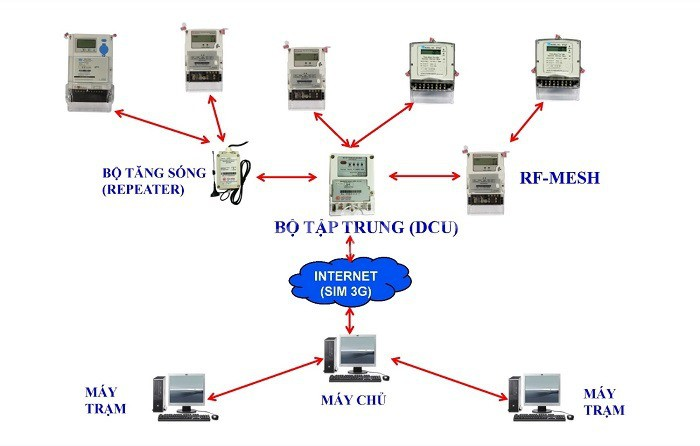 BỘ TĂNG SÓNG
(REPEATER)
RF-MESH
BỘ TẬP TRUNG (DCU)
INTERNET
(SIM 3G)
MÁY
TRẠM
MÁY CHỦ
MÁY
TRẠM